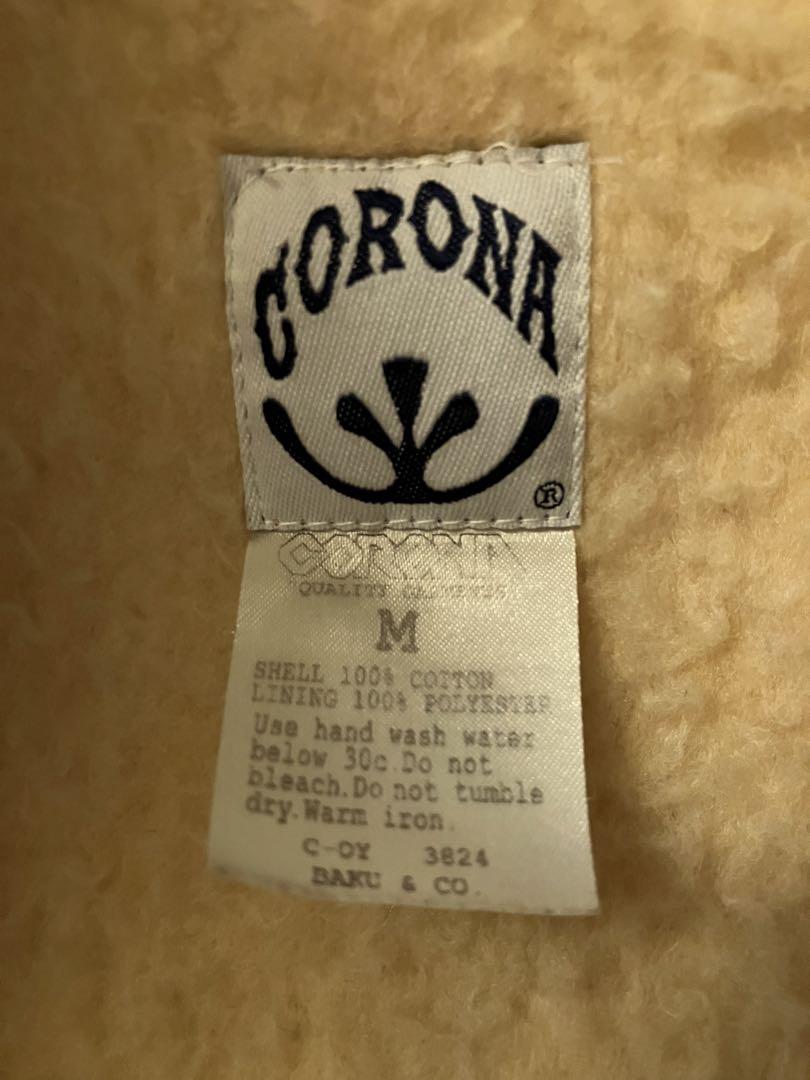 CORONA
®
CORONA
QUALITY GARMENTS
M
SHELL 100% COTTON
LINING 100% POLYESTER
Use hand wash water
below 30c.Do not
bleach.Do not tumble
dry.Warm iron.
C-OY 3824
BAKU & CO.